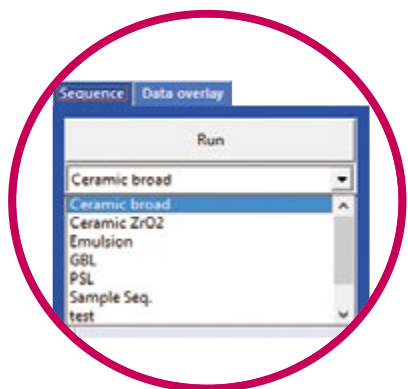 Sequence Data overlay
Run
Ceramic broad
Ceramic broad
Ceramic ZrO2
Emulsion
GBL
PSL
Sample Seq.
test